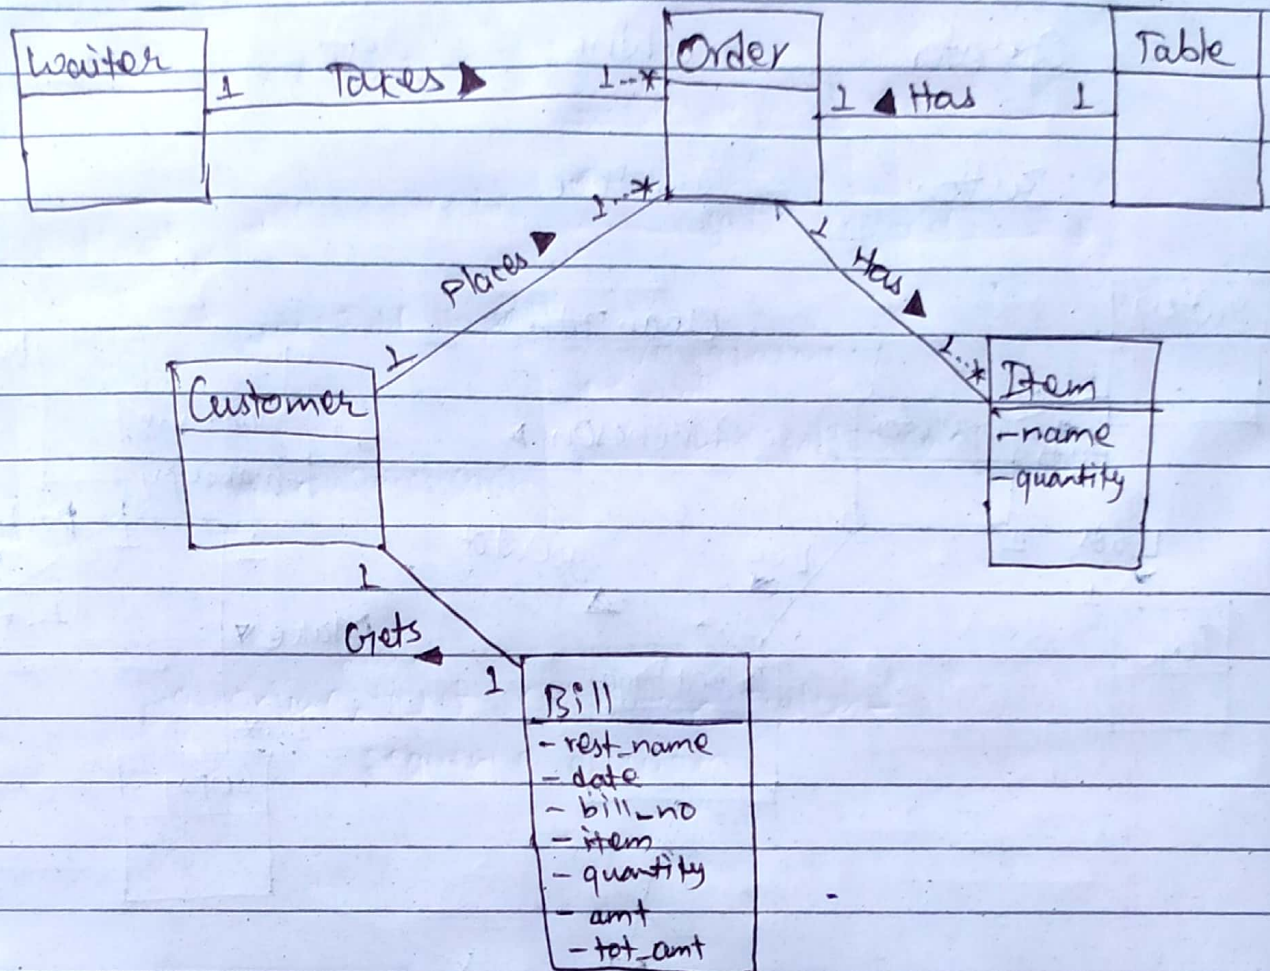 Waiter
1 Takes ▶ 1..*
Order
1 ◀ Has 1
Table
1...*
Places ▶
1
1
Has ▶
1..*
Customer
Item
-name
-quantity
1
Gets ◀
1
Bill
- rest_name
- date
- bill_no
- item
- quantity
- amt
- tot_amt